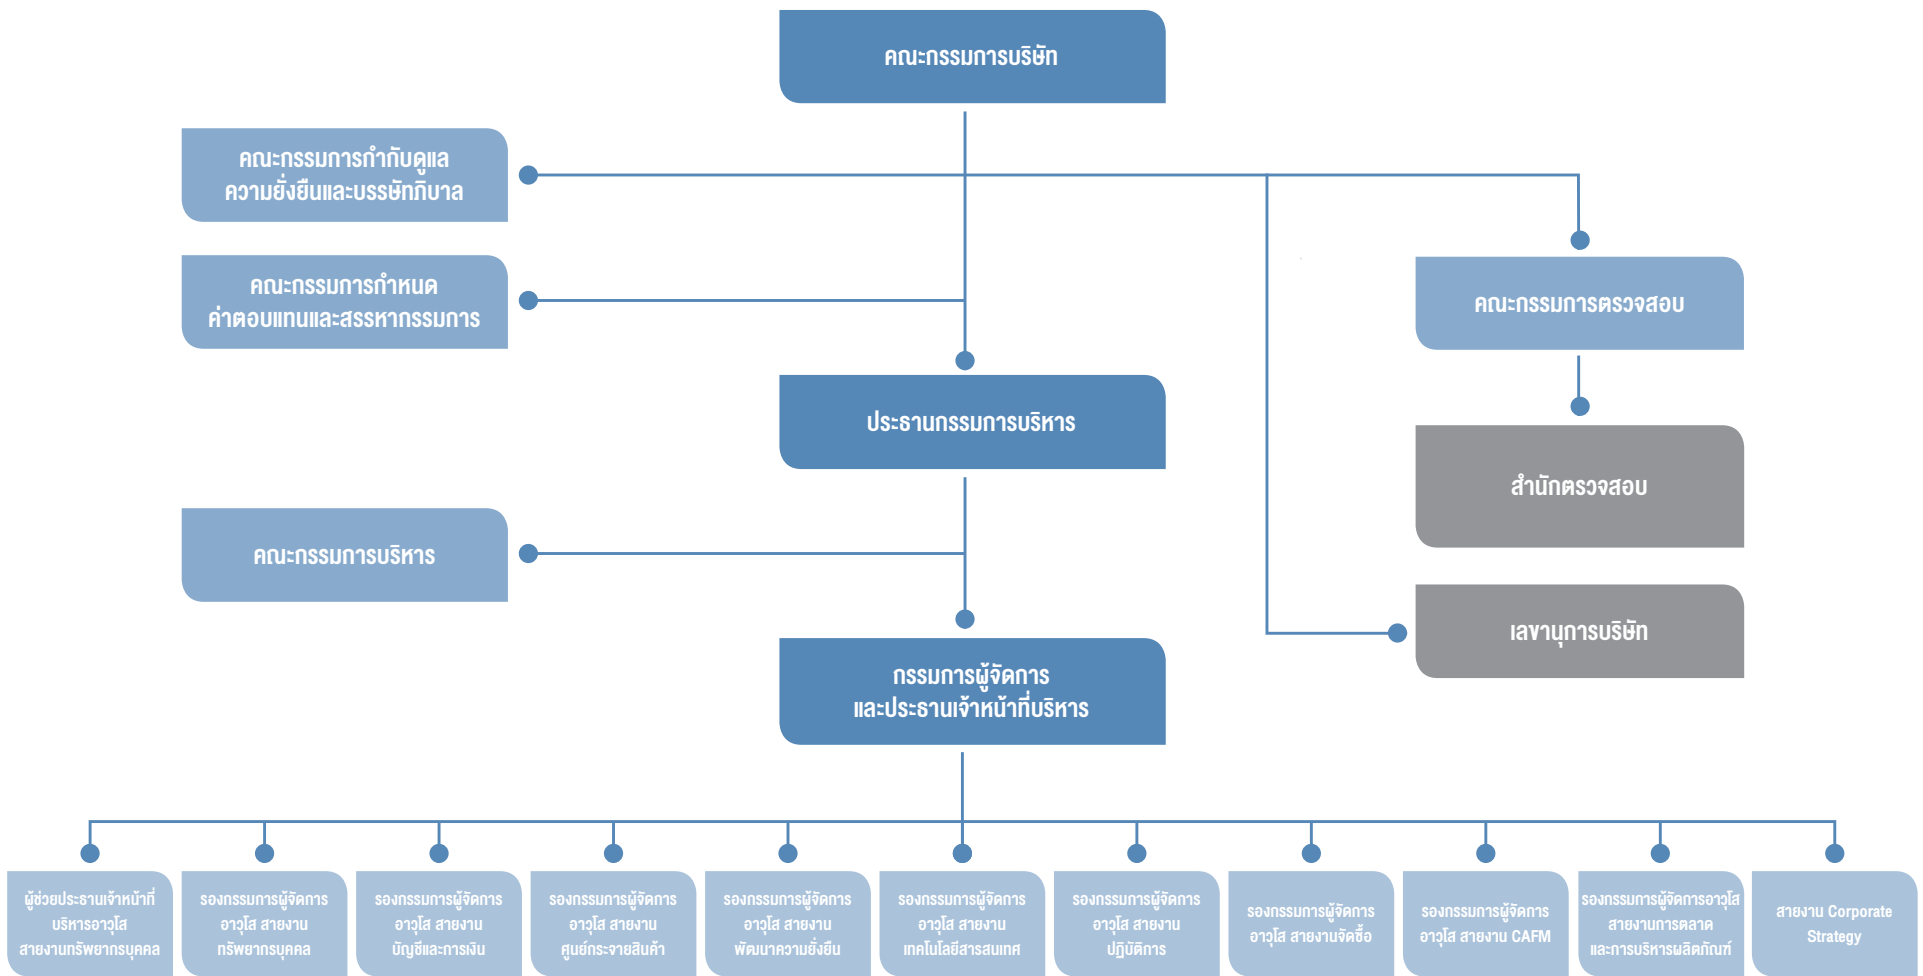 คณะกรรมการบริษัท
คณะกรรมการกำกับดูแล
ความยั่งยืนและบรรษัทภิบาล
คณะกรรมการกำหนด
ค่าตอบแทนและสรรหากรรมการ
คณะกรรมการตรวจสอบ
ประธานกรรมการบริหาร
สำนักตรวจสอบ
คณะกรรมการบริหาร
เลขานุการบริษัท
กรรมการผู้จัดการ
และประธานเจ้าหน้าที่บริหาร
ผู้ช่วยประธานเจ้าหน้าที่
บริหารอาวุโส
สายงานทรัพยากรบุคคล
รองกรรมการผู้จัดการ
อาวุโส สายงาน
ทรัพยากรบุคคล
รองกรรมการผู้จัดการ
อาวุโส สายงาน
บัญชีและการเงิน
รองกรรมการผู้จัดการ
อาวุโส สายงาน
ศูนย์กระจายสินค้า
รองกรรมการผู้จัดการ
อาวุโส สายงาน
พัฒนาความยั่งยืน
รองกรรมการผู้จัดการ
อาวุโส สายงาน
เทคโนโลยีสารสนเทศ
รองกรรมการผู้จัดการ
อาวุโส สายงาน
ปฏิบัติการ
รองกรรมการผู้จัดการ
อาวุโส สายงานจัดซื้อ
รองกรรมการผู้จัดการ
อาวุโส สายงาน CAFM
รองกรรมการผู้จัดการอาวุโส
สายงานการตลาด
และการบริหารผลิตภัณฑ์
สายงาน Corporate
Strategy